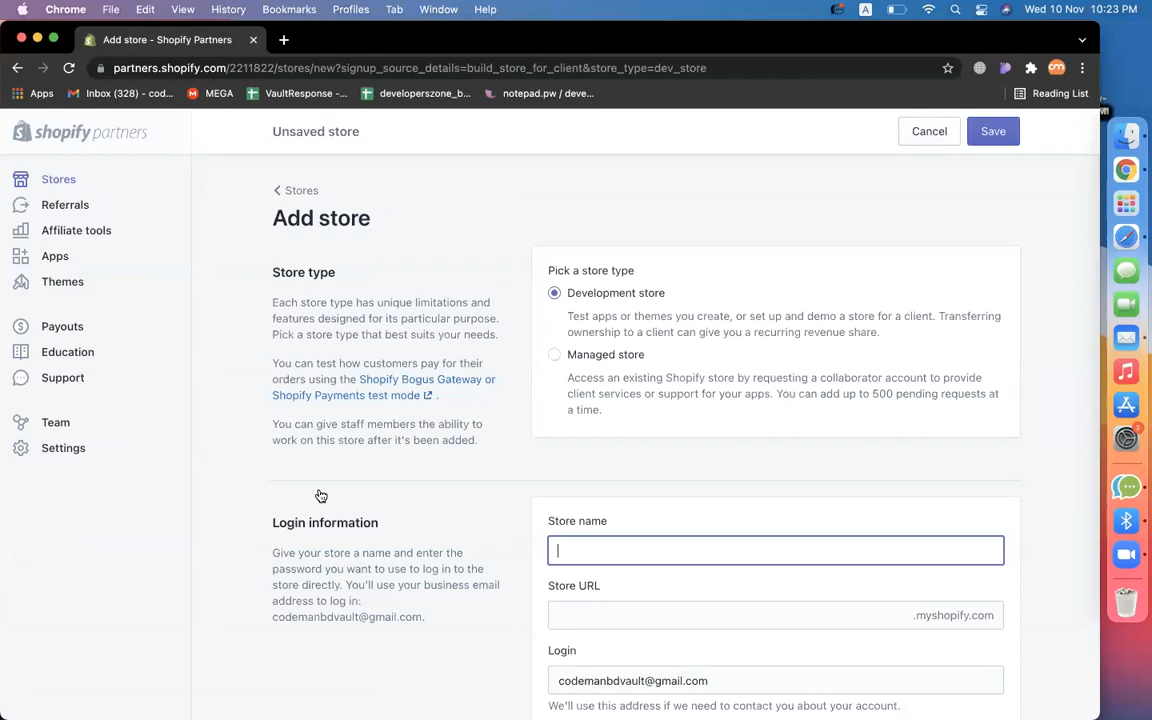 Chrome File Edit View History Bookmarks Profiles Tab Window Help A Wed 10 Nov 10:23 PM
Add store - Shopify Partners
partners.shopify.com/2211822/stores/new?signup_source_details=build_store_for_client&store_type=dev_store
Apps Inbox (328) - cod... MEGA VaultResponse -... developerszone_b... notepad.pw / deve... Reading List
shopify partners
Unsaved store
Cancel
Save
Stores
Referrals
Affiliate tools
Apps
Themes
Payouts
Education
Support
Team
Settings
Stores
Add store
Store type
Each store type has unique limitations and
features designed for its particular purpose.
Pick a store type that best suits your needs.
You can test how customers pay for their
orders using the Shopify Bogus Gateway or
Shopify Payments test mode .
You can give staff members the ability to
work on this store after it's been added.
Pick a store type
Development store
Test apps or themes you create, or set up and demo a store for a client. Transferring
ownership to a client can give you a recurring revenue share.
Managed store
Access an existing Shopify store by requesting a collaborator account to provide
client services or support for your apps. You can add up to 500 pending requests at
a time.
Login information
Give your store a name and enter the
password you want to use to log in to the
store directly. You'll use your business email
address to log in:
codemanbdvault@gmail.com.
Store name
Store URL
.myshopify.com
Login
codemanbdvault@gmail.com
We'll use this address if we need to contact you about your account.